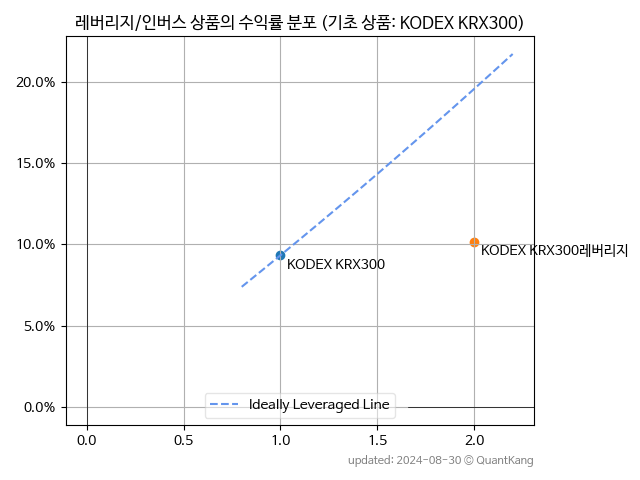 레버리지/인버스 상품의 수익률 분포 (기초 상품: KODEX KRX300)
20.0%
15.0%
10.0%
5.0%
0.0%
KODEX KRX300레버리지
KODEX KRX300
Ideally Leveraged Line
0.0 0.5 1.0 1.5 2.0
updated: 2024-08-30 © QuantKang